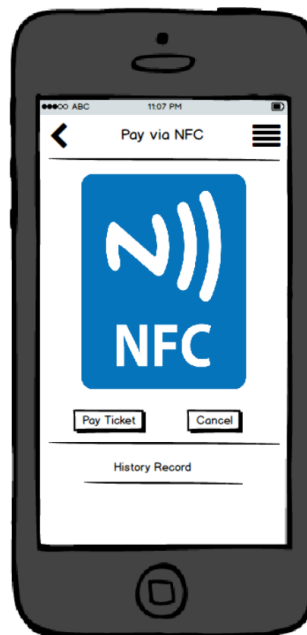 ABC 11:07 PM
Pay via NFC
N
NFC
Pay Ticket Cancel
History Record